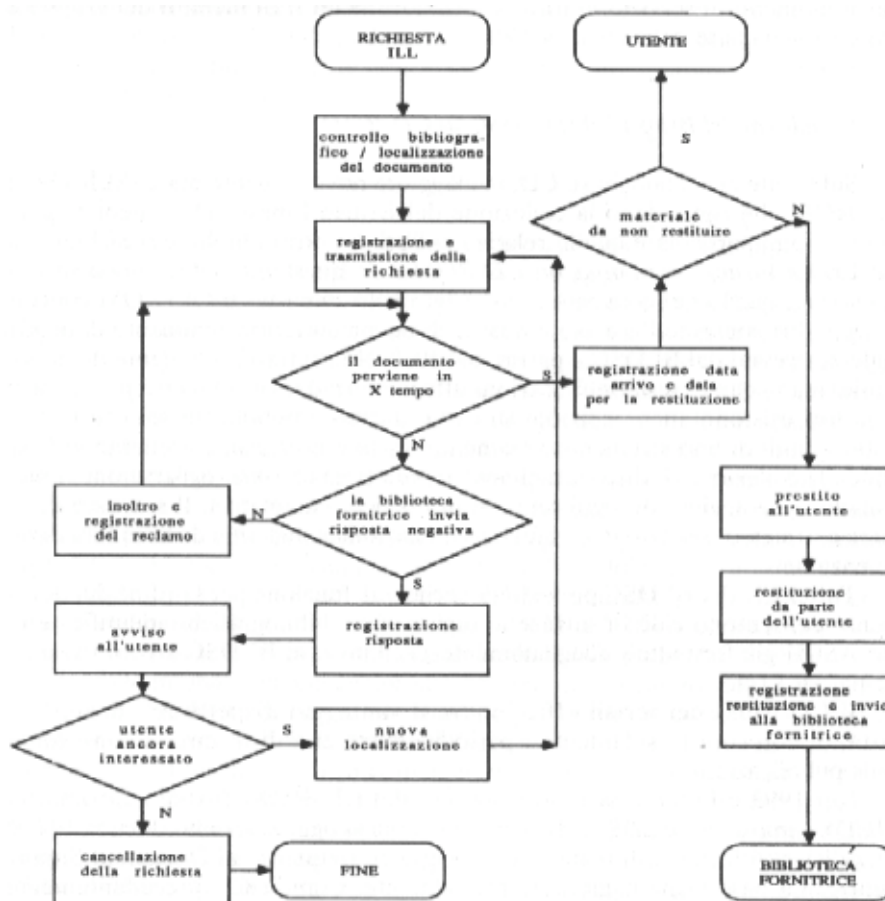 RICHIESTA
ILL
UTENTE
controllo bibliogra-
fico / localizzazione
del documento
S
materiale
da non restituire
N
registrazione e
trasmissione della
richiesta
il documento
perviene in
X tempo
S
registrazione data
arrivo e data
per la restituzione
N
la biblioteca
fornitrice invia
risposta negativa
N
inoltro e
registrazione
del reclamo
prestito
all'utente
S
registrazione
risposta
avviso
all'utente
restituzione
da parte
dell'utente
registrazione
restituzione e invio
alla biblioteca
fornitrice
utente
ancora
interessato
S
nuova
localizzazione
N
cancellazione
della richiesta
FINE
BIBLIOTECA
FORNITRICE